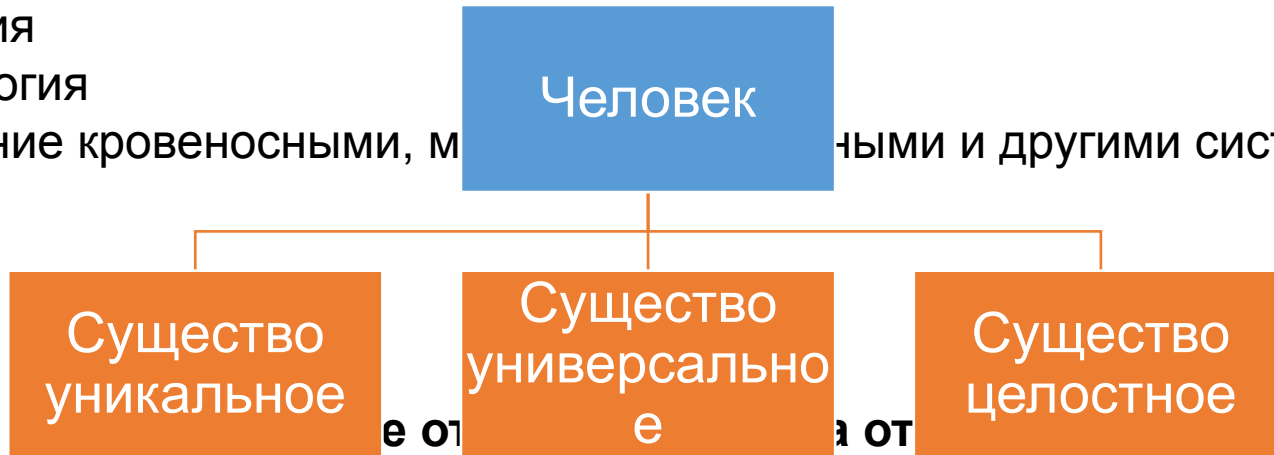 ия
огия
Человек
ние кровеносными, м ными и другими сист
Существо
уникальное
Существо
универсально
е
Существо
целостное
е от а от